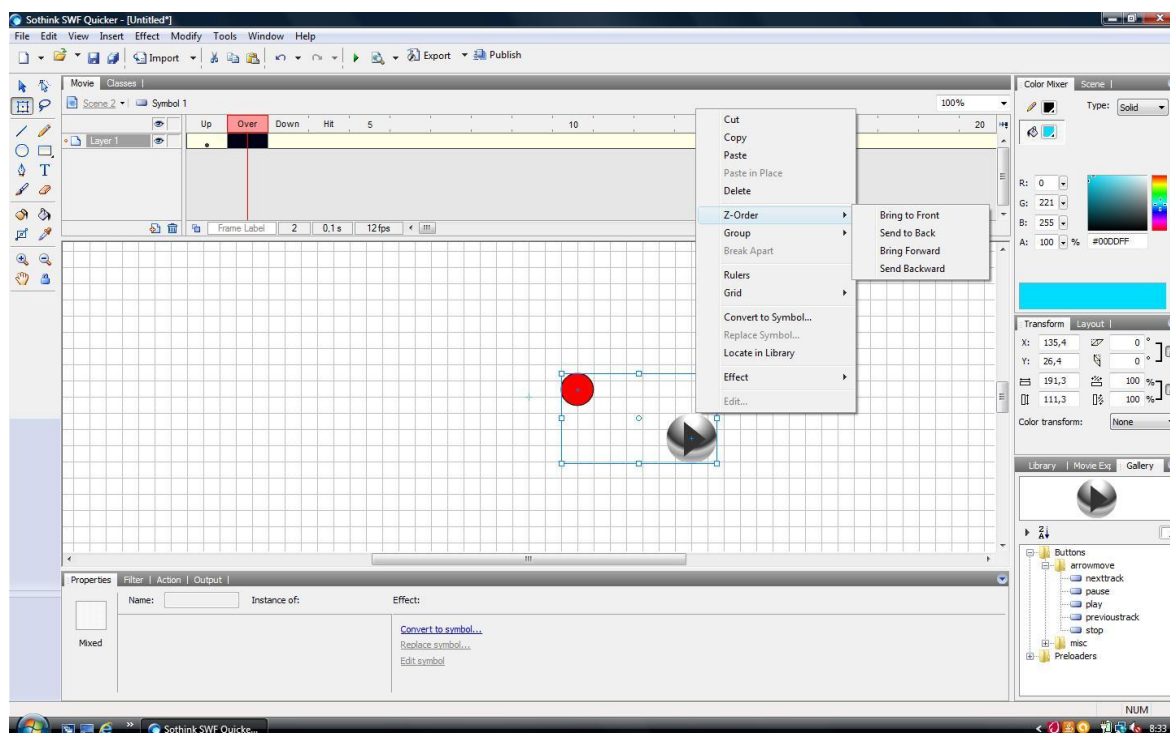 Sothink SWF Quicker - [Untitled*]
File Edit View Insert Effect Modify Tools Window Help
Import Export Publish
Movie Classes
Scene 2 Symbol 1 100%
Up Over Down Hit 5 10 20
Layer 1
Frame Label 2 0.1 s 12 fps
Cut
Copy
Paste
Paste in Place
Delete
Z-Order
Group
Break Apart
Rulers
Grid
Convert to Symbol...
Replace Symbol...
Locate in Library
Effect
Edit...
Bring to Front
Send to Back
Bring Forward
Send Backward
Color Mixer Scene
Type: Solid
R: 0
G: 221
B: 255
A: 100 % #00DDFF
Transform Layout
X: 135,4 0 °
Y: 26,4 0 °
191,3 100 %
111,3 100 %
Color transform: None
Library Movie Exp Gallery
Buttons
arrowmove
nexttrack
pause
play
previoustrack
stop
misc
Preloaders
Properties Filter Action Output
Name: Instance of: Effect:
Mixed
Convert to symbol...
Replace symbol...
Edit symbol
NUM
Sothink SWF Quicke...
8:33